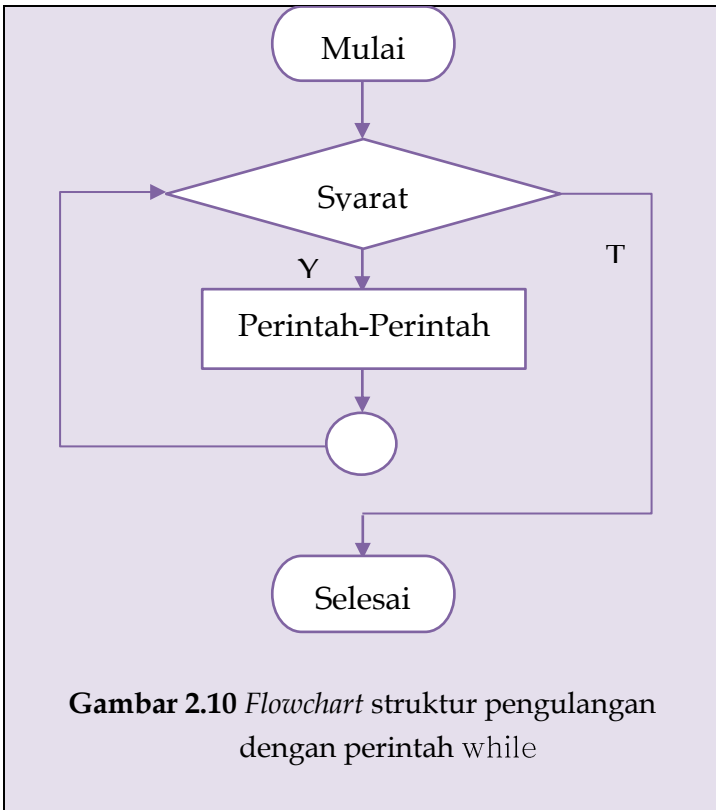 Mulai
Syarat
Y
T
Perintah-Perintah
Selesai
Gambar 2.10 Flowchart struktur pengulangan
dengan perintah while